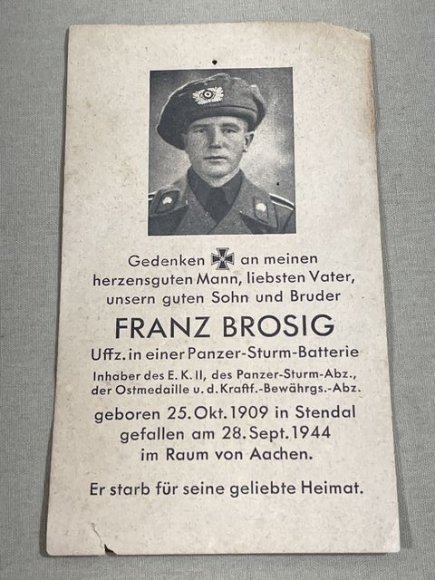 Gedenken an meinen
herzensguten Mann, liebsten Vater,
unsern guten Sohn und Bruder
FRANZ BROSIG
Uffz. in einer Panzer-Sturm-Batterie
Inhaber des E. K. II, des Panzer-Sturm-Abz.,
der Ostmedaille u. d. Kraftf.-Bewährgs.-Abz.
geboren 25. Okt. 1909 in Stendal
gefallen am 28. Sept. 1944
im Raum von Aachen.
Er starb für seine geliebte Heimat.